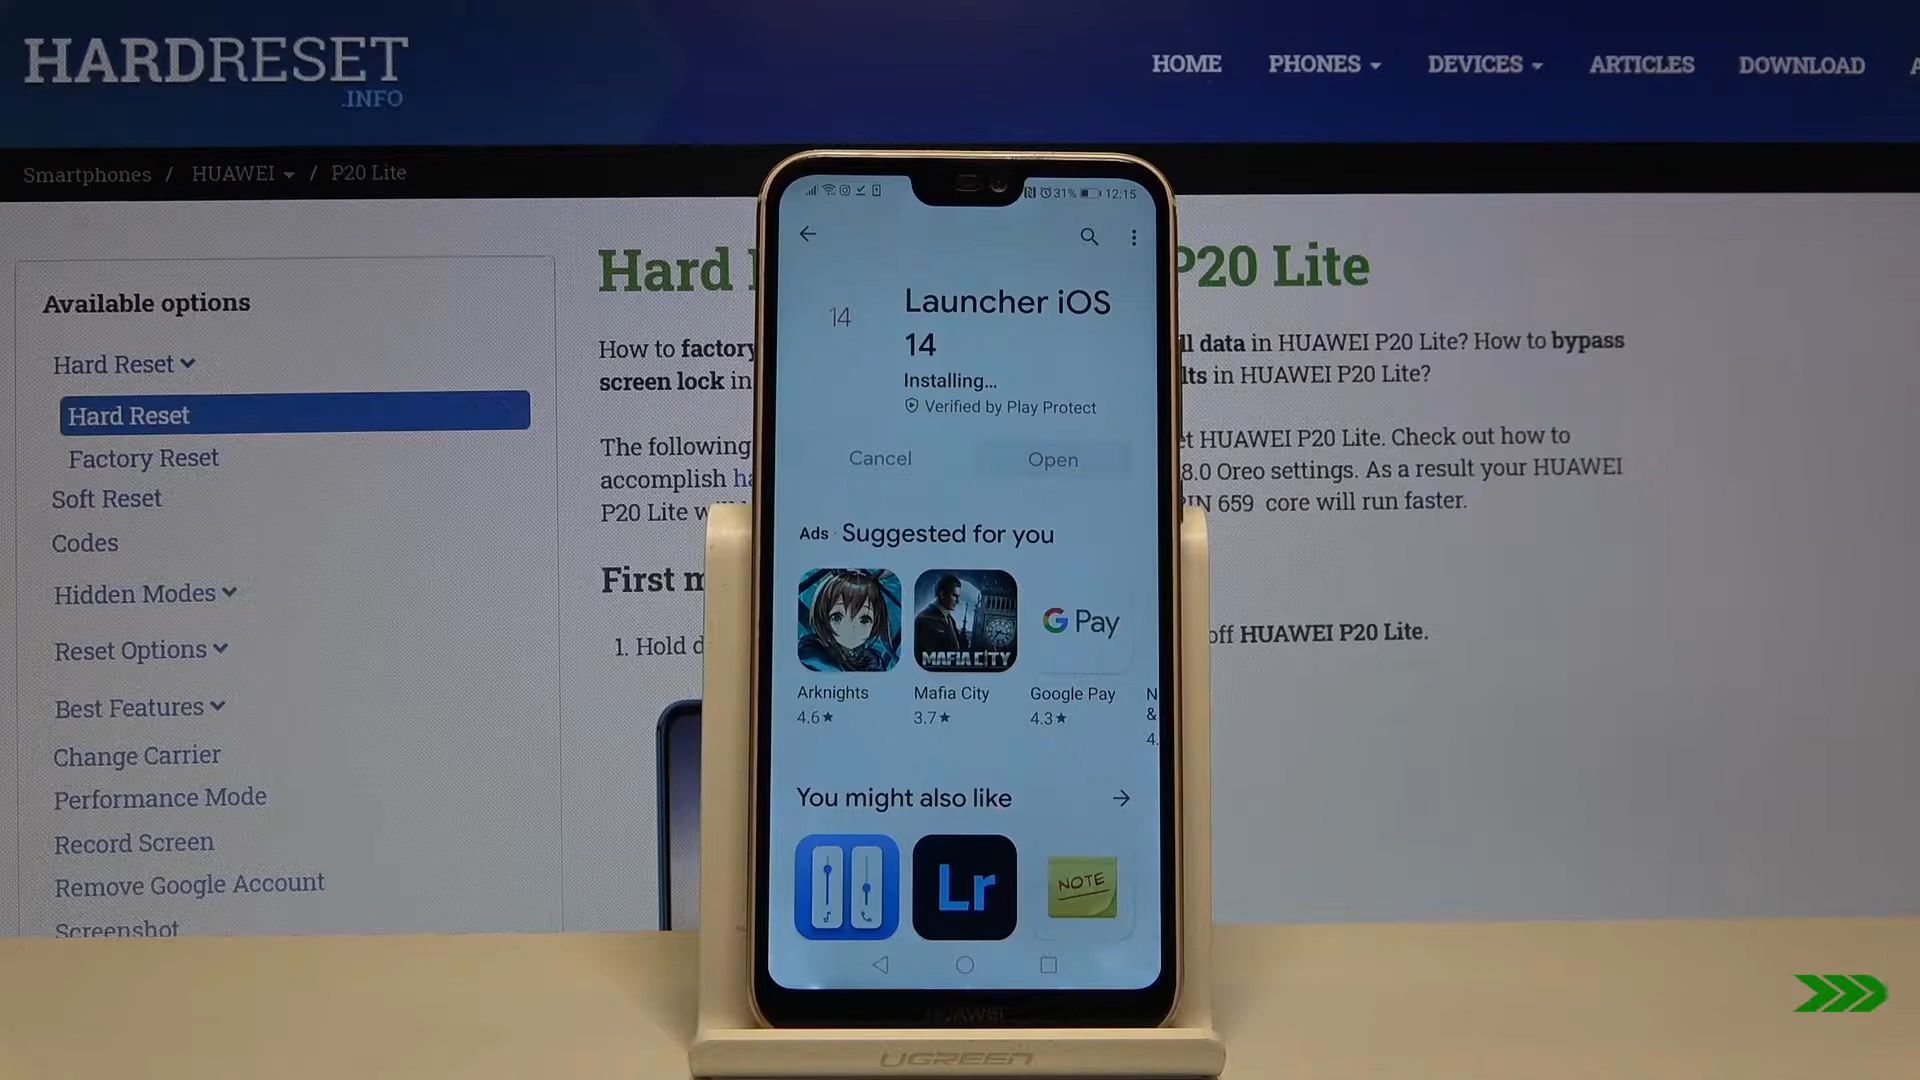 HARDRESET
.INFO
HOME PHONES DEVICES ARTICLES DOWNLOAD
Smartphones / HUAWEI / P20 Lite
Available options
Hard Reset
Hard Reset
Factory Reset
Soft Reset
Codes
Hidden Modes
Reset Options
Best Features
Change Carrier
Performance Mode
Record Screen
Remove Google Account
Screenshot
Hard P20 Lite
How to factory ll data in HUAWEI P20 Lite? How to bypass
screen lock in lts in HUAWEI P20 Lite?
The following et HUAWEI P20 Lite. Check out how to
accomplish ha 8.0 Oreo settings. As a result your HUAWEI
P20 Lite w IN 659 core will run faster.
First m
1. Hold d off HUAWEI P20 Lite.
31% 12:15
14
Launcher iOS
14
Installing...
Verified by Play Protect
Cancel Open
Ads · Suggested for you
MAFIA CITY
G Pay
Arknights Mafia City Google Pay N
&
4.6★ 3.7★ 4.3★ 4.
You might also like
Lr
NOTE
HUAWEI
UGREEN